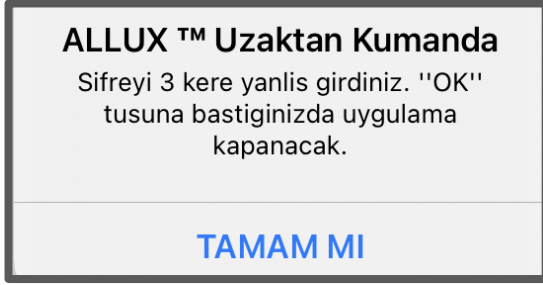 ALLUX ™ Uzaktan Kumanda
Sifreyi 3 kere yanlis girdiniz. ''OK''
tusuna bastiginizda uygulama
kapanacak.
TAMAM MI